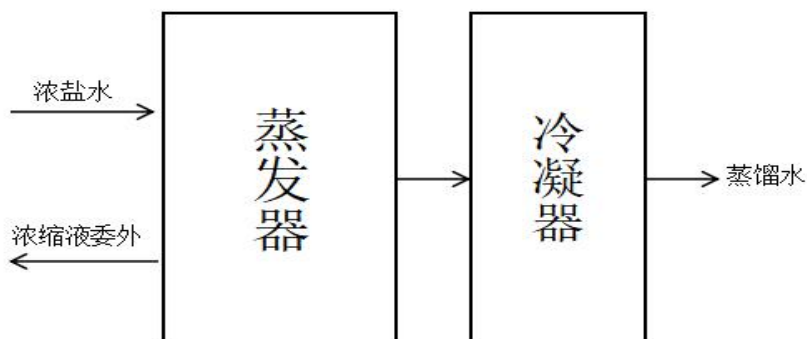 浓盐水
浓缩液委外
蒸发器
冷凝器
蒸馏水